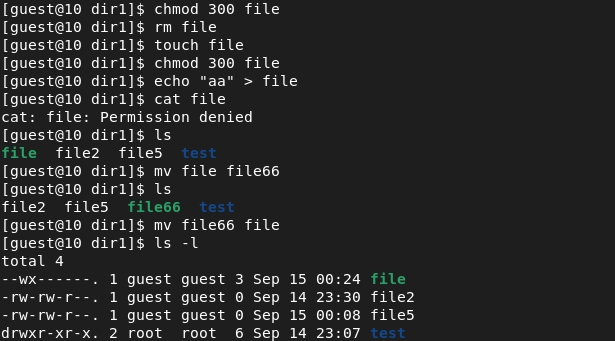 [guest@10 dir1]$ chmod 300 file
[guest@10 dir1]$ rm file
[guest@10 dir1]$ touch file
[guest@10 dir1]$ chmod 300 file
[guest@10 dir1]$ echo "aa" > file
[guest@10 dir1]$ cat file
cat: file: Permission denied
[guest@10 dir1]$ ls
file  file2  file5  test
[guest@10 dir1]$ mv file file66
[guest@10 dir1]$ ls
file2  file5  file66  test
[guest@10 dir1]$ mv file66 file
[guest@10 dir1]$ ls -l
total 4
--wx------. 1 guest guest 3 Sep 15 00:24 file
-rw-rw-r--. 1 guest guest 0 Sep 14 23:30 file2
-rw-rw-r--. 1 guest guest 0 Sep 15 00:08 file5
drwxr-xr-x. 2 root  root  6 Sep 14 23:07 test